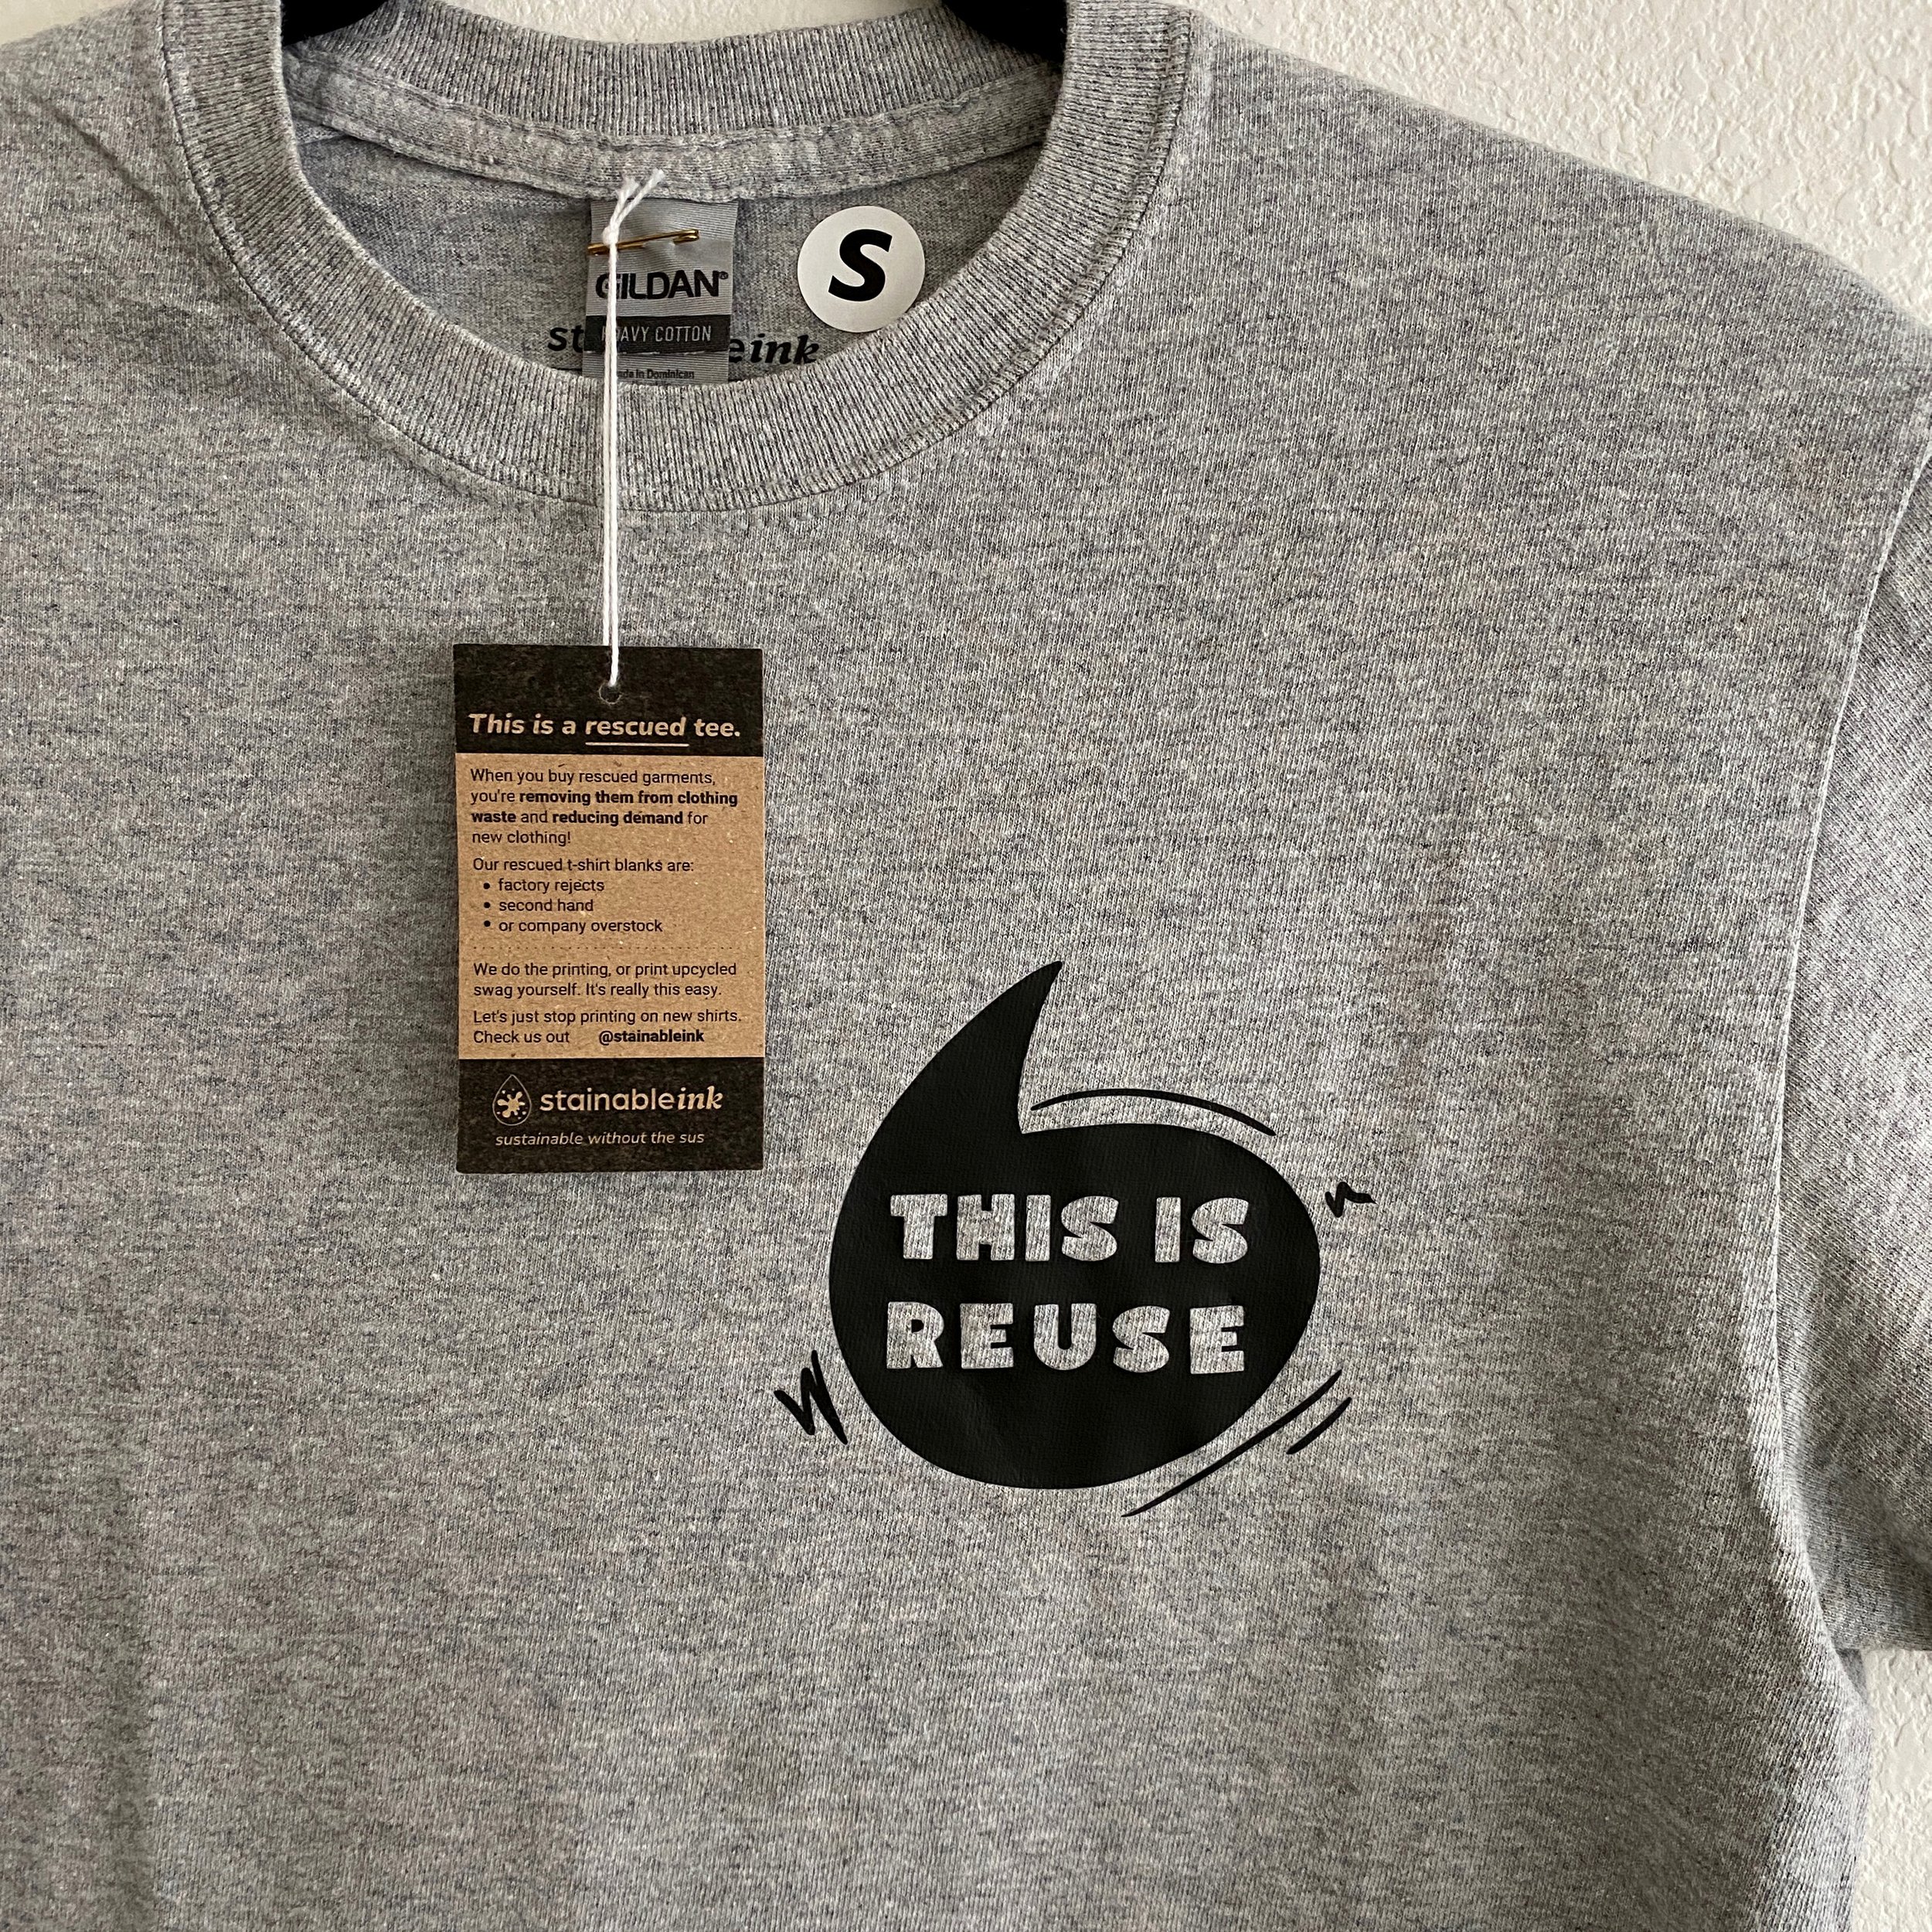 GILDAN®
S
HEAVY COTTON
ink
Made in Dominican
This is a rescued tee.
When you buy rescued garments,
you're removing them from clothing
waste and reducing demand for
new clothing!
Our rescued t-shirt blanks are:
• factory rejects
• second hand
• or company overstock
We do the printing, or print upcycled
swag yourself. It's really this easy.
Let's just stop printing on new shirts.
Check us out @stainableink
stainableink
sustainable without the sus
THIS IS
REUSE